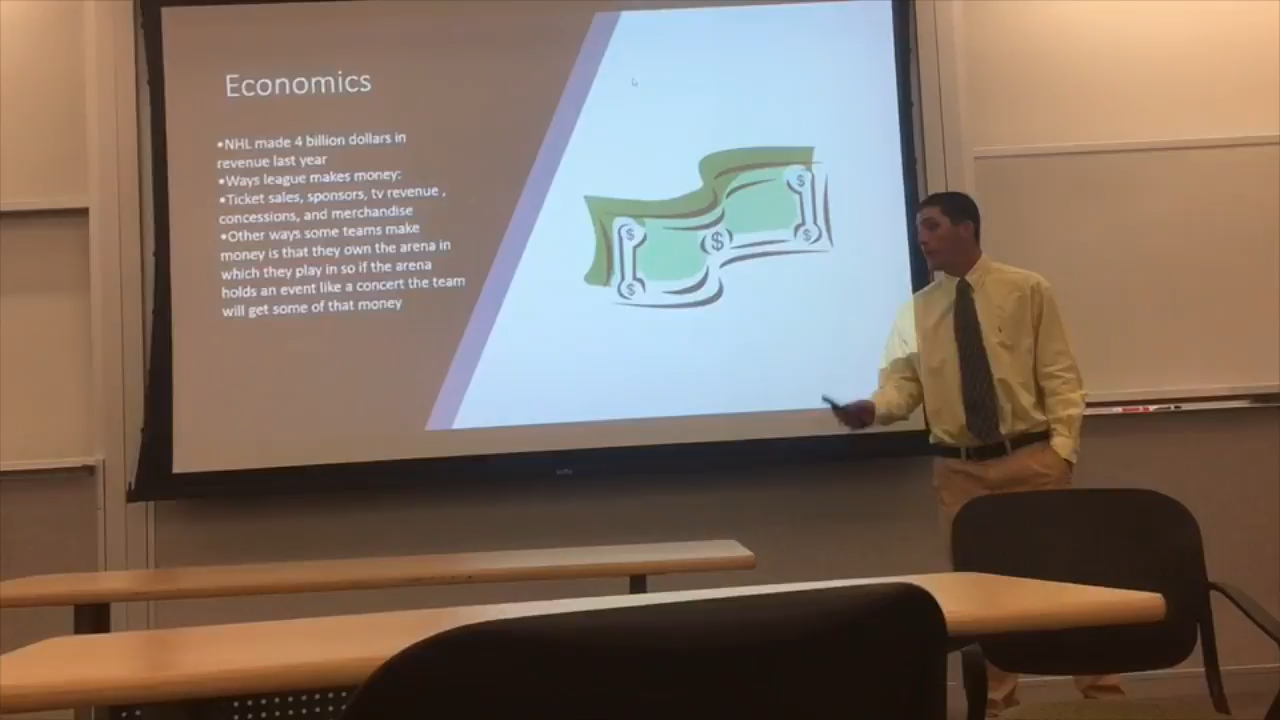 Economics
•NHL made 4 billion dollars in
revenue last year
•Ways league makes money:
•Ticket sales, sponsors, tv revenue ,
concessions, and merchandise
•Other ways some teams make
money is that they own the arena in
which they play in so if the arena
holds an event like a concert the team
will get some of that money
$
$
$
$
$